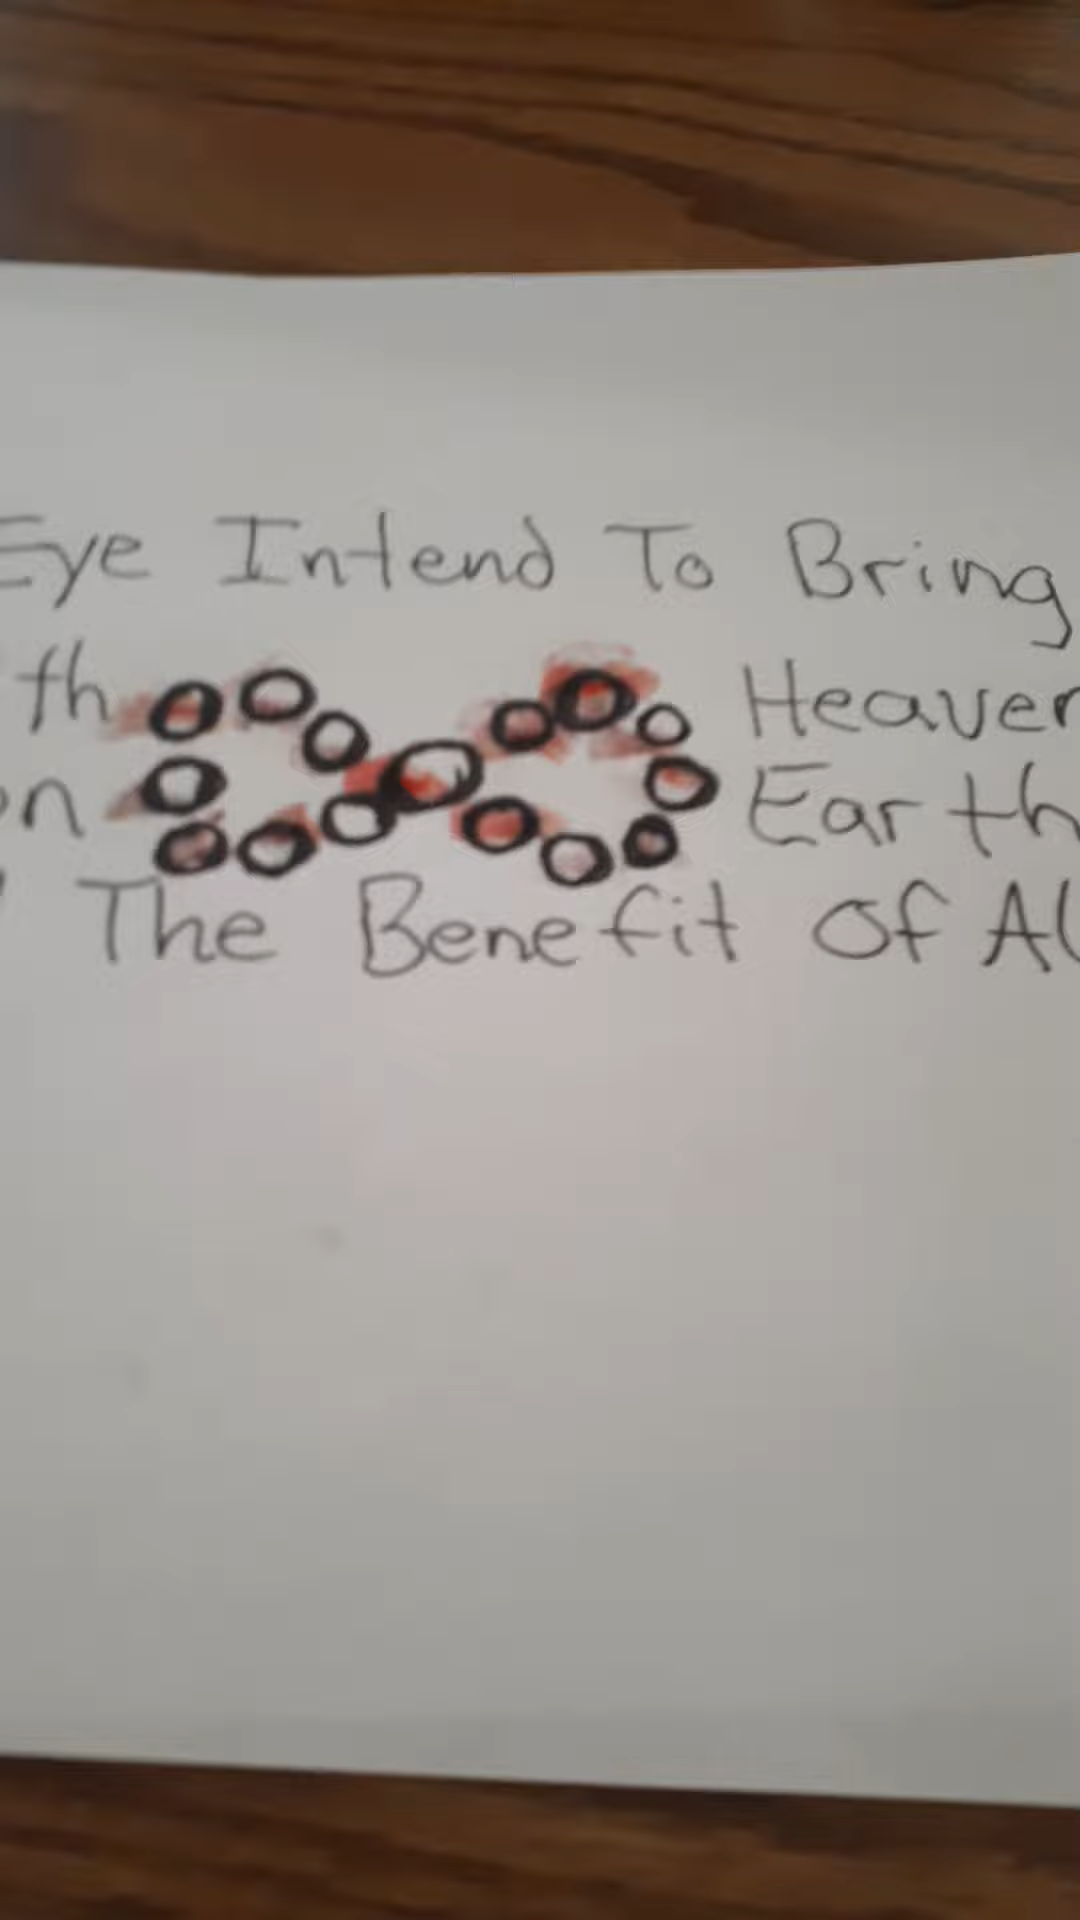 Eye Intend To Bring
th Heaven
on Earth
The Benefit Of Al